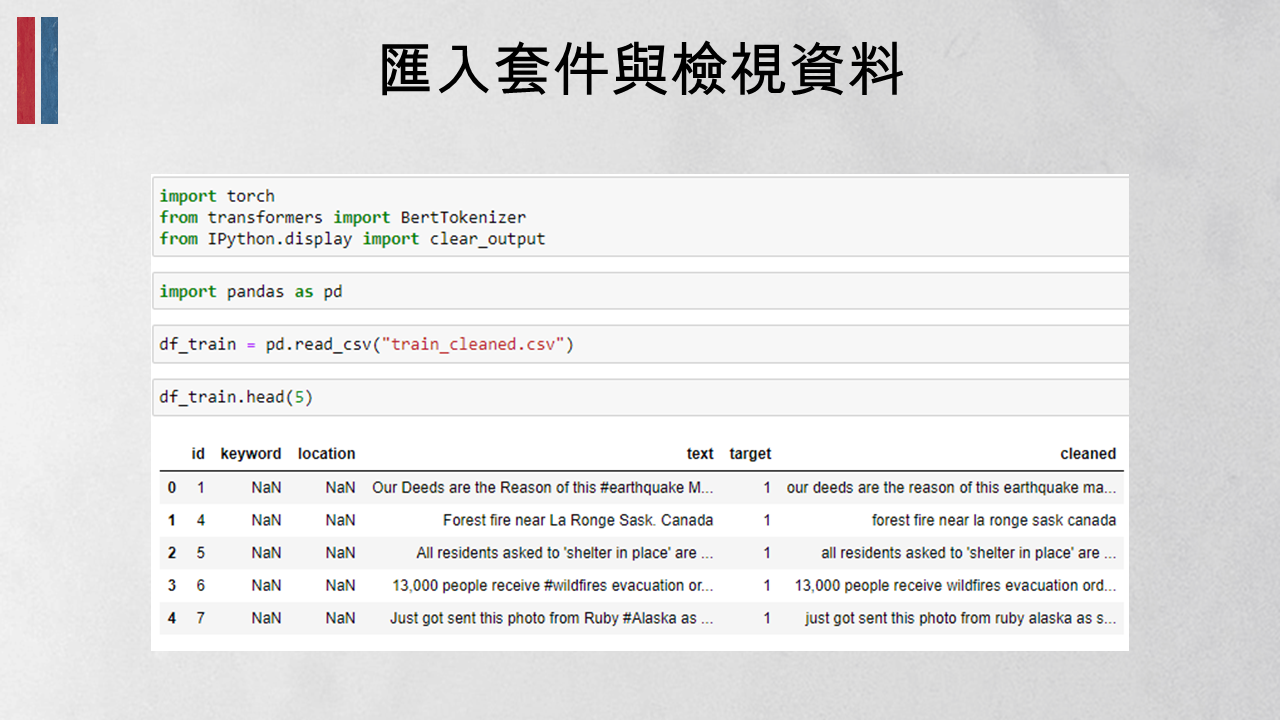 匯入套件與檢視資料
import torch
from transformers import BertTokenizer
from IPython.display import clear_output
import pandas as pd
df_train = pd.read_csv("train_cleaned.csv")
df_train.head(5)
id keyword location text target cleaned
0 1 NaN NaN Our Deeds are the Reason of this #earthquake M... 1 our deeds are the reason of this earthquake ma...
1 4 NaN NaN Forest fire near La Ronge Sask. Canada 1 forest fire near la ronge sask canada
2 5 NaN NaN All residents asked to 'shelter in place' are ... 1 all residents asked to 'shelter in place' are ...
3 6 NaN NaN 13,000 people receive #wildfires evacuation or... 1 13,000 people receive wildfires evacuation ord...
4 7 NaN NaN Just got sent this photo from Ruby #Alaska as ... 1 just got sent this photo from ruby alaska as s...